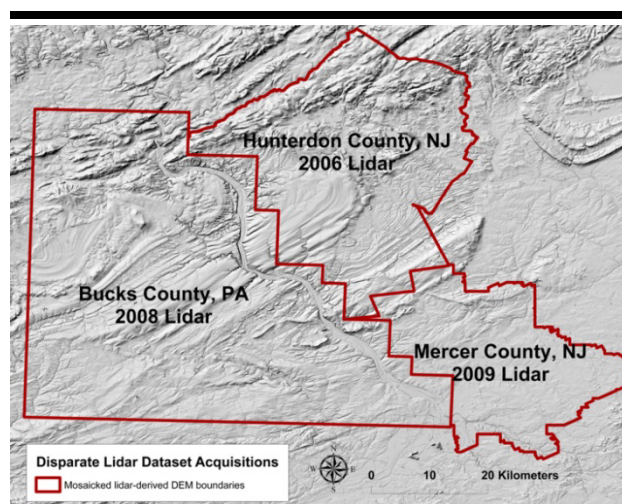 Hunterdon County, NJ
2006 Lidar
Bucks County, PA
2008 Lidar
Mercer County, NJ
2009 Lidar
Disparate Lidar Dataset Acquisitions
Mosaicked lidar-derived DEM boundaries
N
W E
S
0 10 20 Kilometers